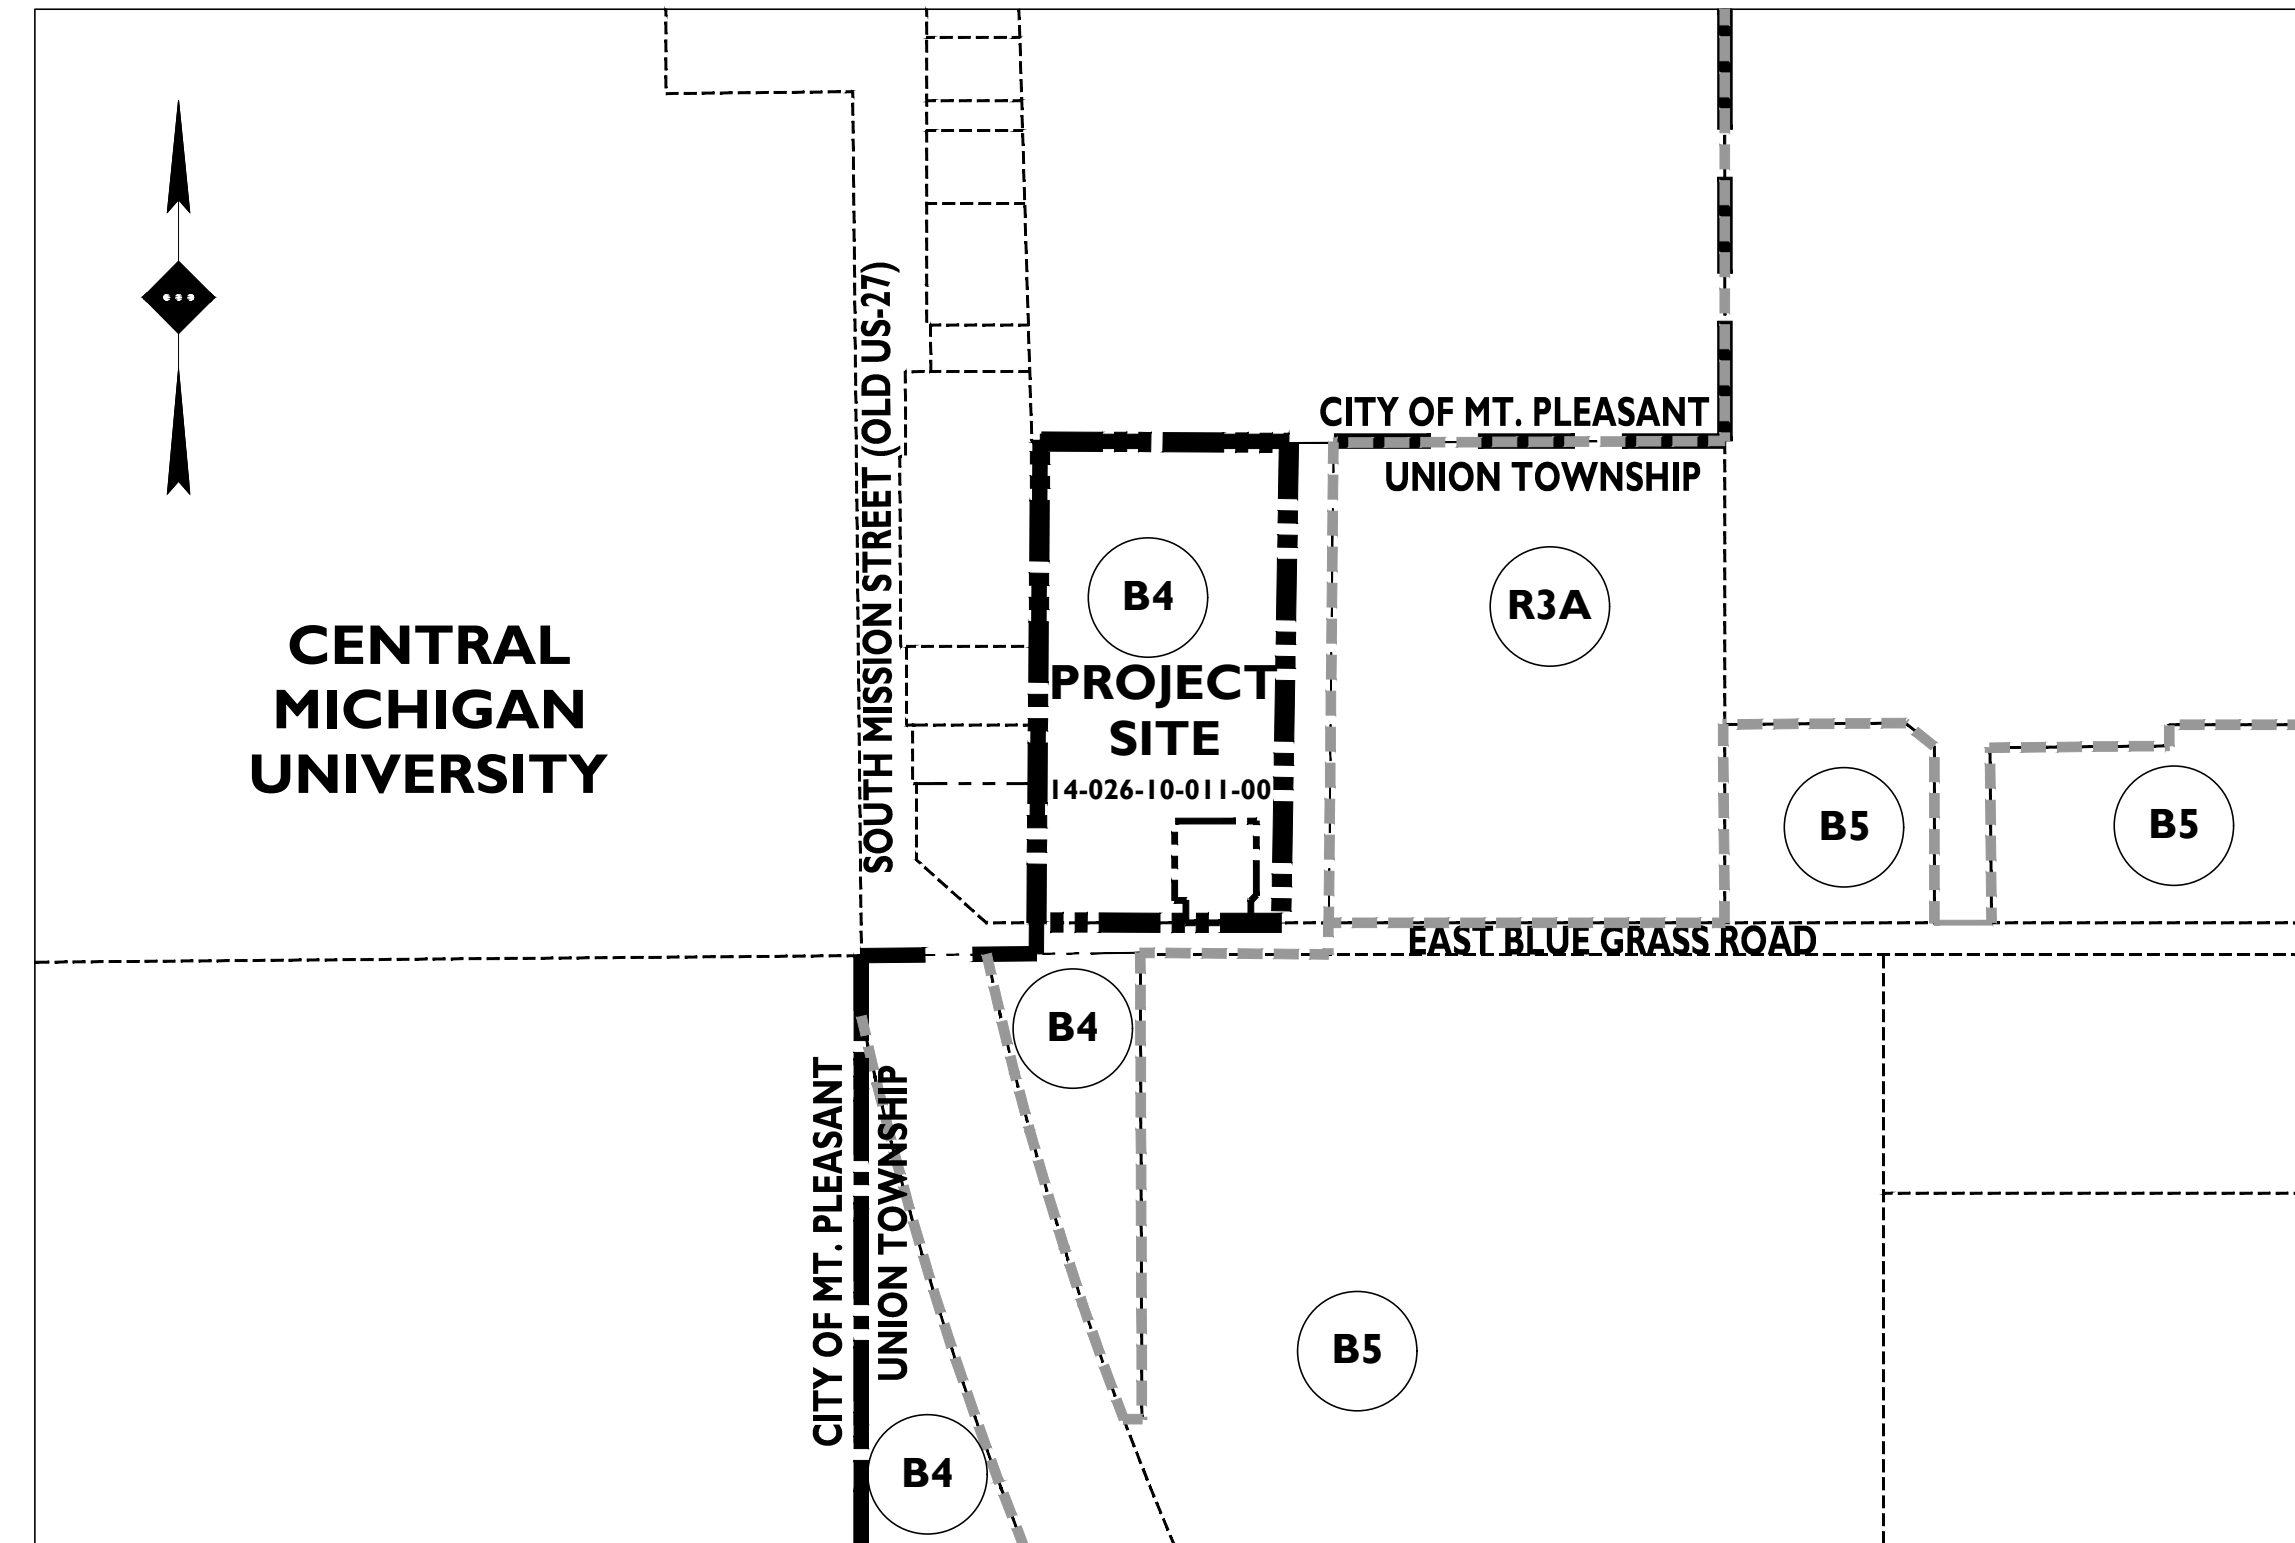 SOUTH MISSION STREET (OLD US-27)
CITY OF MT. PLEASANT
UNION TOWNSHIP
B4
R3A
CENTRAL
MICHIGAN
UNIVERSITY
PROJECT
SITE
14-026-10-011-00
B5
B5
EAST BLUE GRASS ROAD
B4
CITY OF MT. PLEASANT
UNION TOWNSHIP
B5
B4